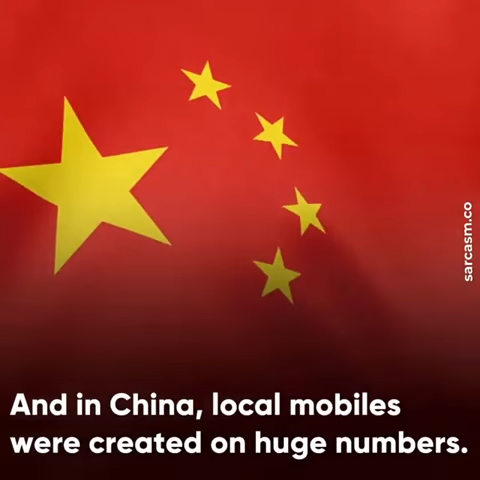 sarcasm.co
And in China, local mobiles
were created on huge numbers.